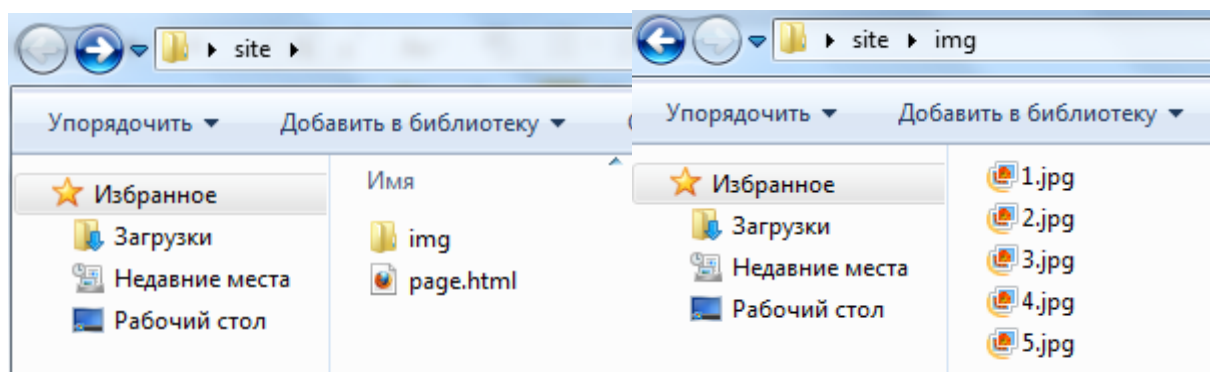 site
Упорядочить
Добавить в библиотеку
Избранное
Загрузки
Недавние места
Рабочий стол
Имя
img
page.html
site img
Упорядочить
Добавить в библиотеку
Избранное
Загрузки
Недавние места
Рабочий стол
1.jpg
2.jpg
3.jpg
4.jpg
5.jpg